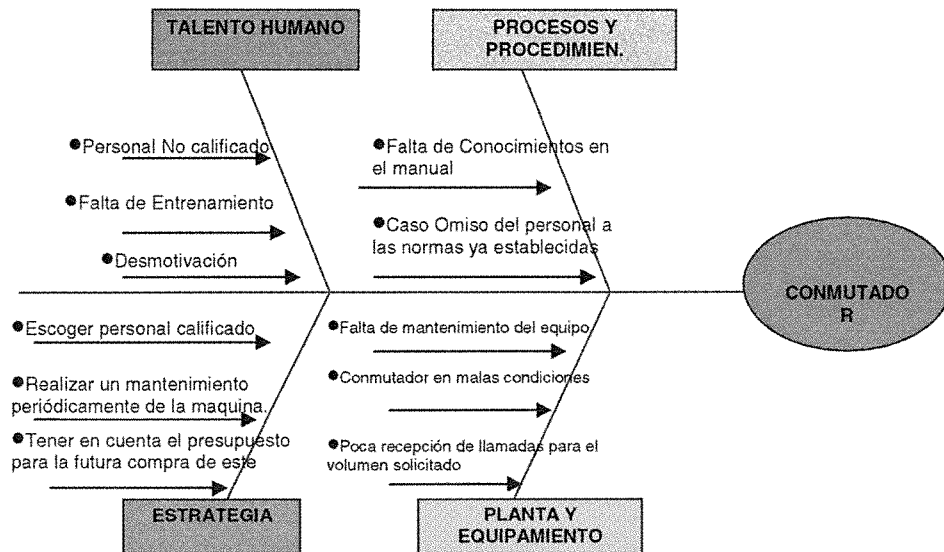 TALENTO HUMANO
PROCESOS Y
PROCEDIMIEN.
●Personal No calificado
●Falta de Entrenamiento
●Desmotivación
●Falta de Conocimientos en
el manual
●Caso Omiso del personal a
las normas ya establecidas
CONMUTADO
R
●Escoger personal calificado
●Realizar un mantenimiento
periódicamente de la maquina.
●Tener en cuenta el presupuesto
para la futura compra de este
●Falta de mantenimiento del equipo
●Conmutador en malas condiciones
●Poca recepción de llamadas para el
volumen solicitado
ESTRATEGIA
PLANTA Y
EQUIPAMIENTO